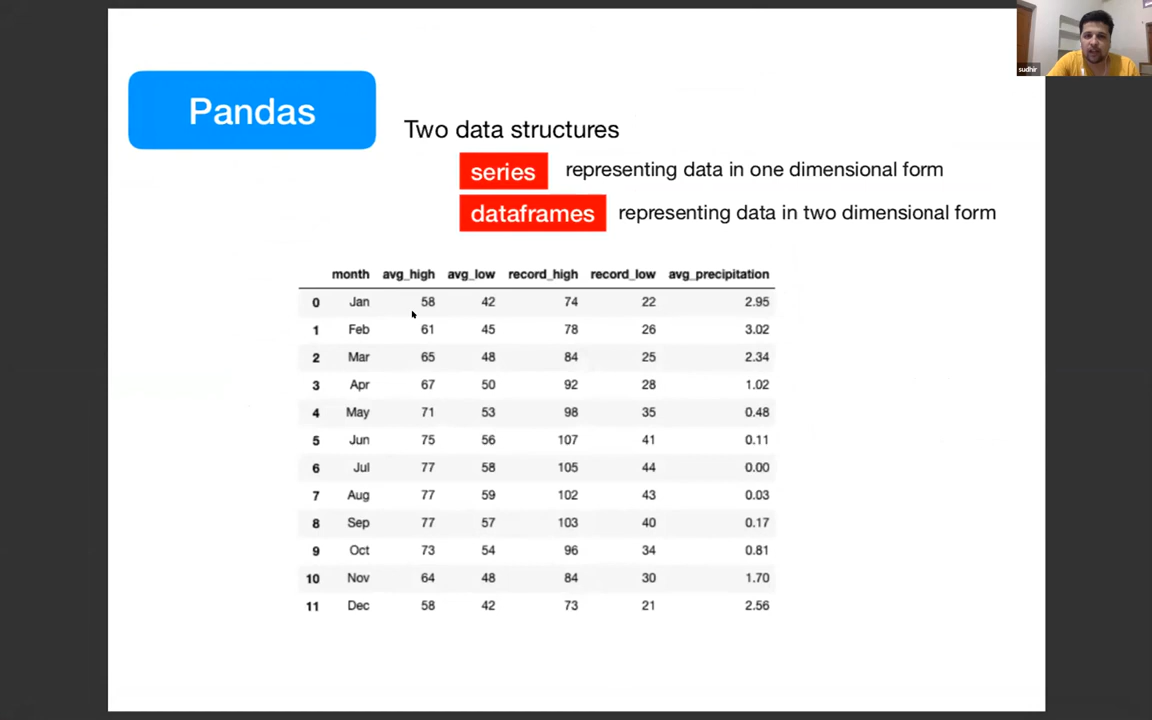 sudhir
Pandas
Two data structures
series representing data in one dimensional form
dataframes representing data in two dimensional form
month avg_high avg_low record_high record_low avg_precipitation
0 Jan 58 42 74 22 2.95
1 Feb 61 45 78 26 3.02
2 Mar 65 48 84 25 2.34
3 Apr 67 50 92 28 1.02
4 May 71 53 98 35 0.48
5 Jun 75 56 107 41 0.11
6 Jul 77 58 105 44 0.00
7 Aug 77 59 102 43 0.03
8 Sep 77 57 103 40 0.17
9 Oct 73 54 96 34 0.81
10 Nov 64 48 84 30 1.70
11 Dec 58 42 73 21 2.56